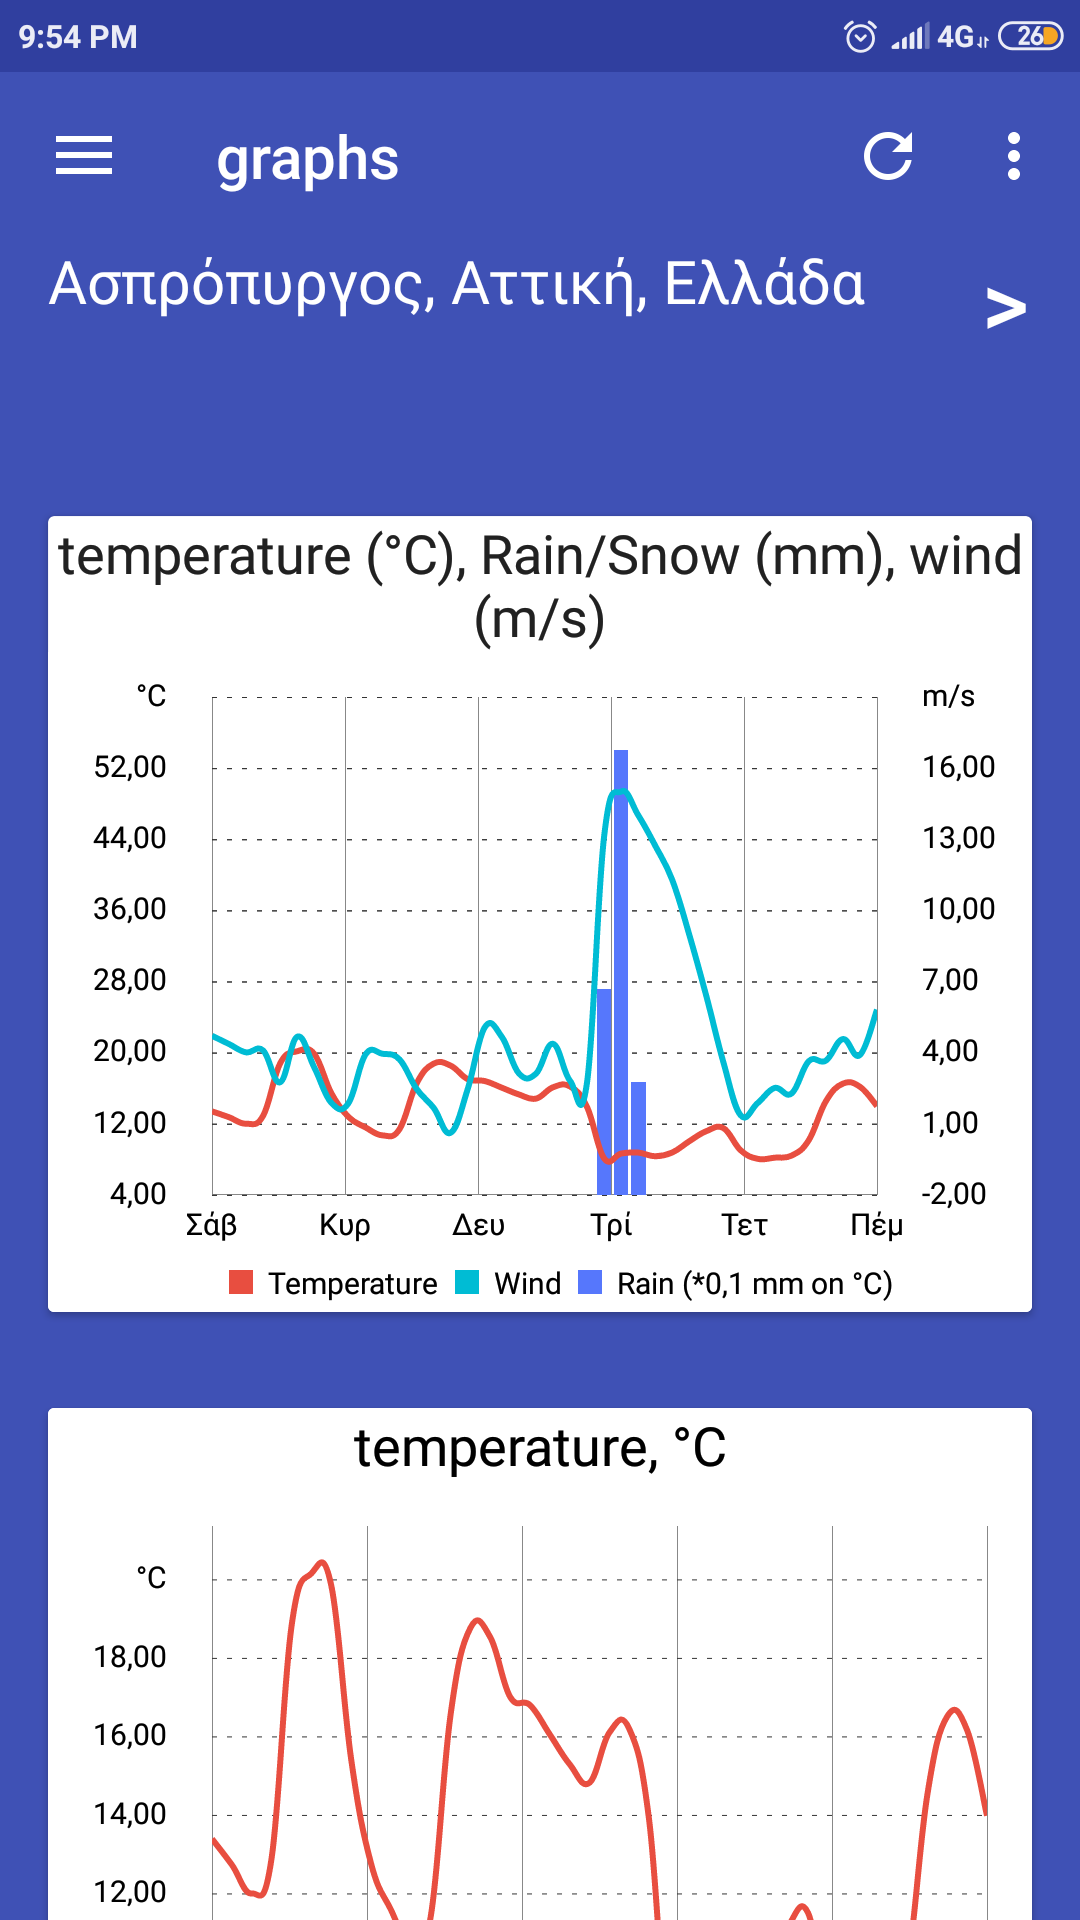 9:54 PM 4G 26
graphs
Ασπρόπυργος, Αττική, Ελλάδα >
temperature (°C), Rain/Snow (mm), wind
(m/s)
°C m/s
52,00 16,00
44,00 13,00
36,00 10,00
28,00 7,00
20,00 4,00
12,00 1,00
4,00 -2,00
Σάβ Κυρ Δευ Τρί Τετ Πέμ
Temperature Wind Rain (*0,1 mm on °C)
temperature, °C
°C
18,00
16,00
14,00
12,00